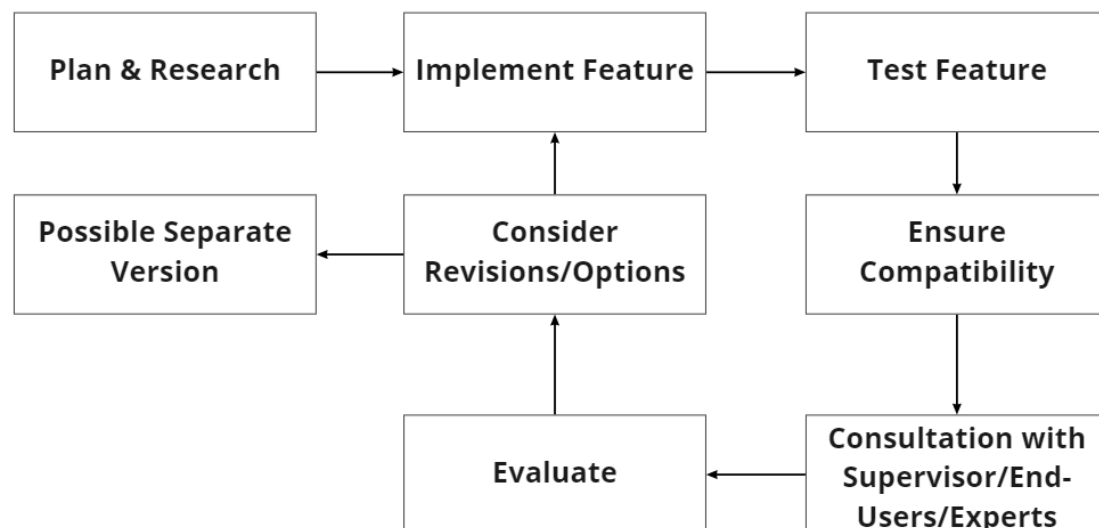 Plan & Research
Implement Feature
Test Feature
Possible Separate
Version
Consider
Revisions/Options
Ensure
Compatibility
Evaluate
Consultation with
Supervisor/End-
Users/Experts